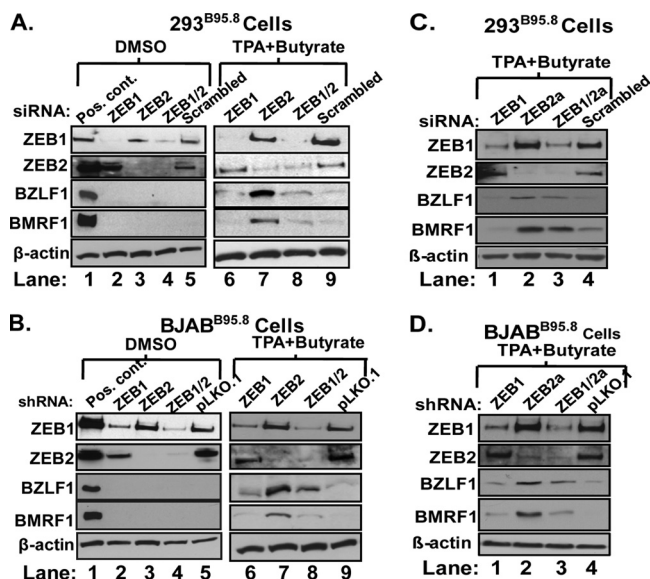 A. 293B95.8 Cells
DMSO TPA+Butyrate
siRNA: Pos. cont. ZEB1 ZEB2 ZEB1/2 Scrambled ZEB1 ZEB2 ZEB1/2 Scrambled
ZEB1
ZEB2
BZLF1
BMRF1
β-actin
Lane: 1 2 3 4 5 6 7 8 9
B. BJABB95.8 Cells
DMSO TPA+Butyrate
shRNA: Pos. cont. ZEB1 ZEB2 ZEB1/2 pLKO.1 ZEB1 ZEB2 ZEB1/2 pLKO.1
ZEB1
ZEB2
BZLF1
BMRF1
β-actin
Lane: 1 2 3 4 5 6 7 8 9
C. 293B95.8 Cells
TPA+Butyrate
siRNA: ZEB1 ZEB2a ZEB1/2a Scrambled
ZEB1
ZEB2
BZLF1
BMRF1
ß-actin
Lane: 1 2 3 4
D. BJABB95.8 Cells
TPA+Butyrate
shRNA: ZEB1 ZEB2a ZEB1/2a pLKO.1
ZEB1
ZEB2
BZLF1
BMRF1
β-actin
Lane: 1 2 3 4